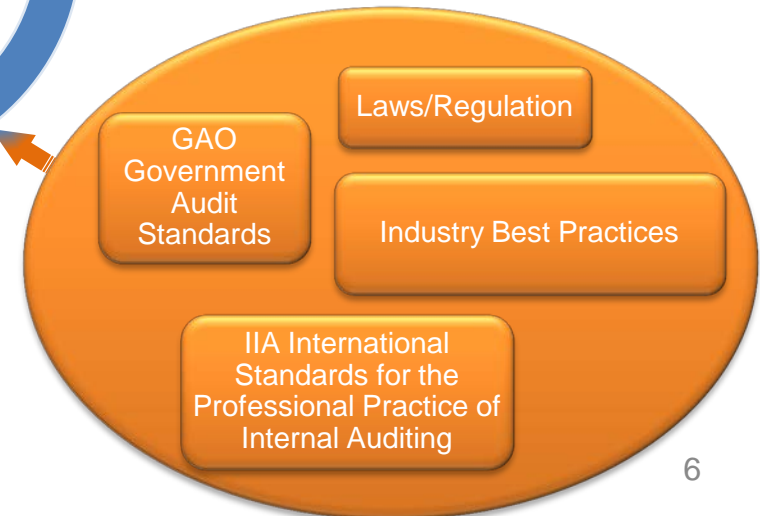 Laws/Regulation
GAO
Government
Audit
Standards
Industry Best Practices
IIA International
Standards for the
Professional Practice of
Internal Auditing
6